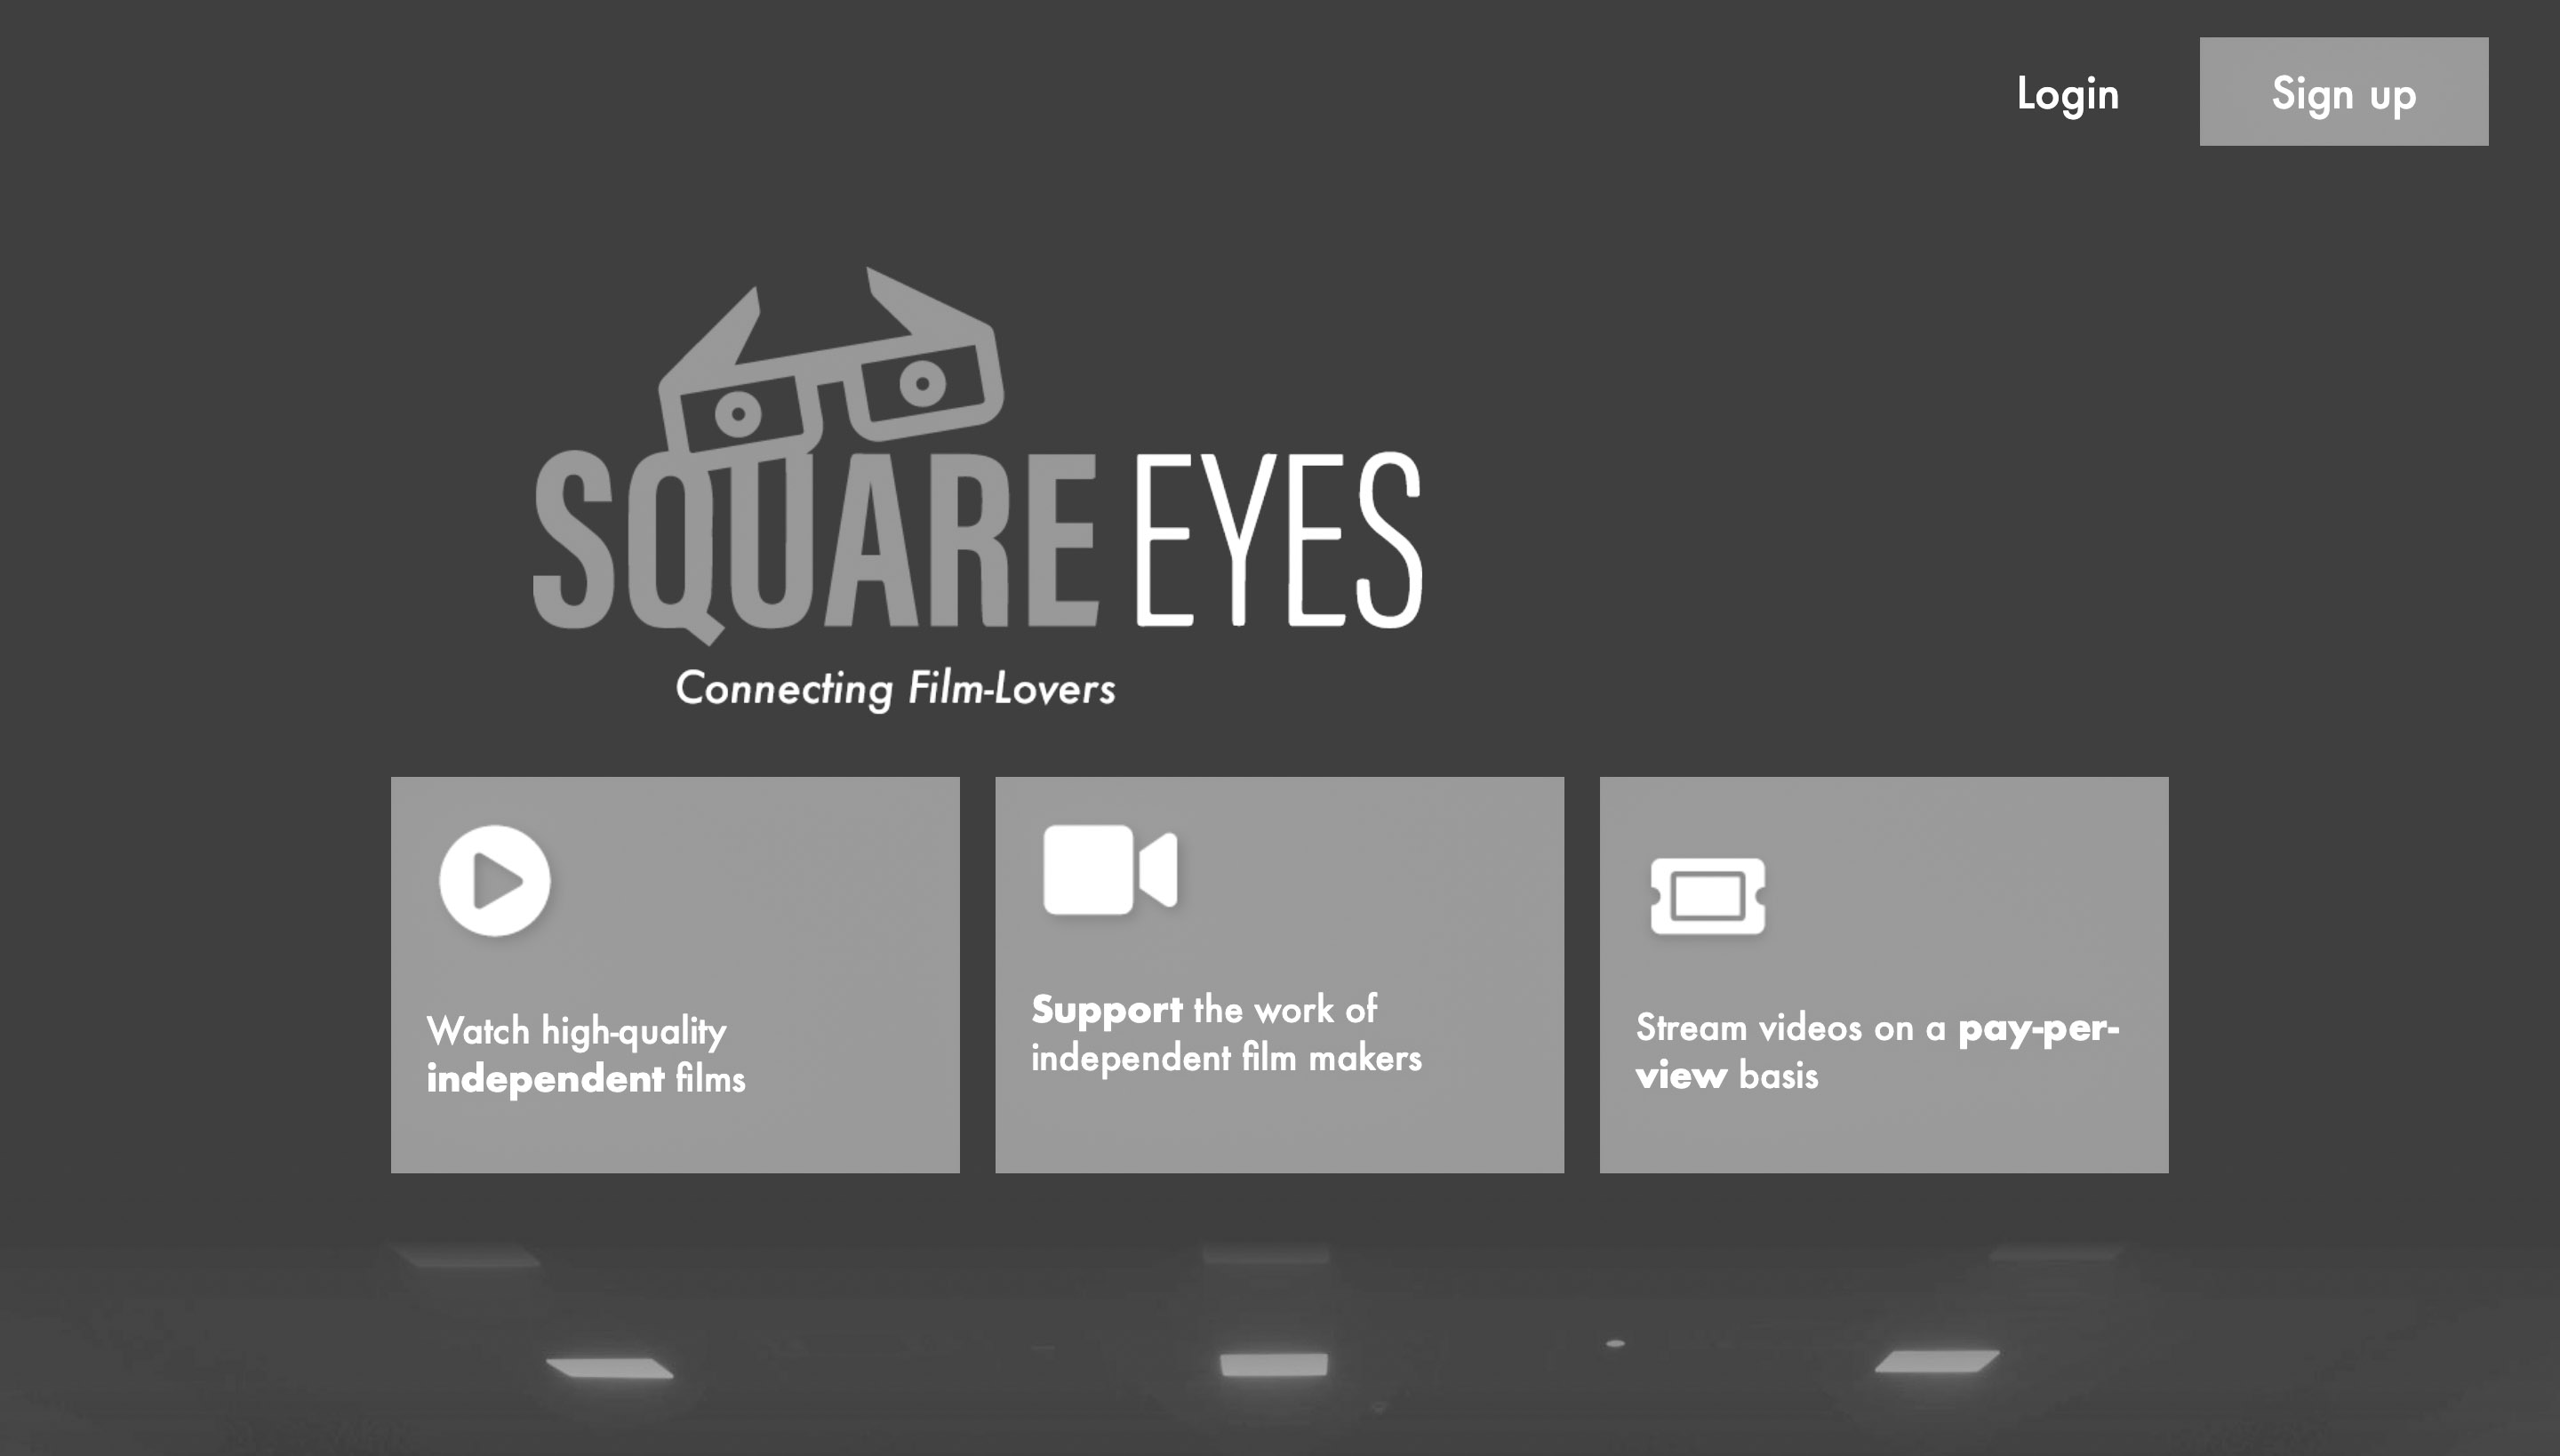 Login
Sign up
SQUARE EYES
Connecting Film-Lovers
Watch high-quality
independent films
Support the work of
independent film makers
Stream videos on a pay-per-
view basis